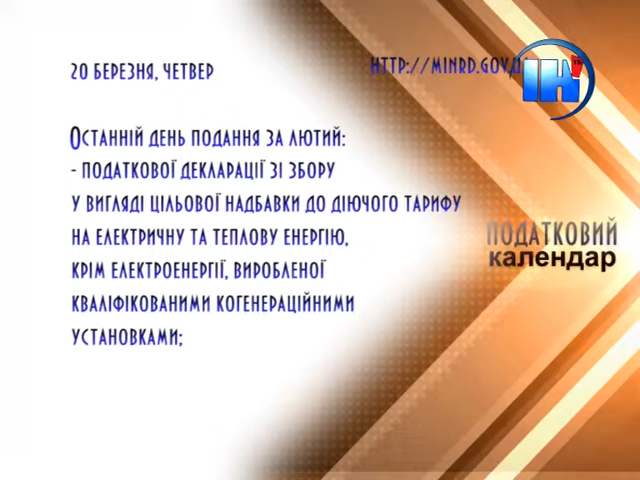 20 БЕРЕЗНЯ, ЧЕТВЕР
HTTP://MINRD.GOV.
ІН
ОСТАННІЙ ДЕНЬ ПОДАННЯ ЗА ЛЮТИЙ:
- ПОДАТКОВОЇ ДЕКЛАРАЦІЇ ЗІ ЗБОРУ
У ВИГЛЯДІ ЦІЛЬОВОЇ НАДБАВКИ ДО ДІЮЧОГО ТАРИФУ
НА ЕЛЕКТРИЧНУ ТА ТЕПЛОВУ ЕНЕРГІЮ,
КРІМ ЕЛЕКТРОЕНЕРГІЇ, ВИРОБЛЕНОЇ
КВАЛІФІКОВАНИМИ КОГЕНЕРАЦІЙНИМИ
УСТАНОВКАМИ;
ПОДАТКОВИЙ
календар